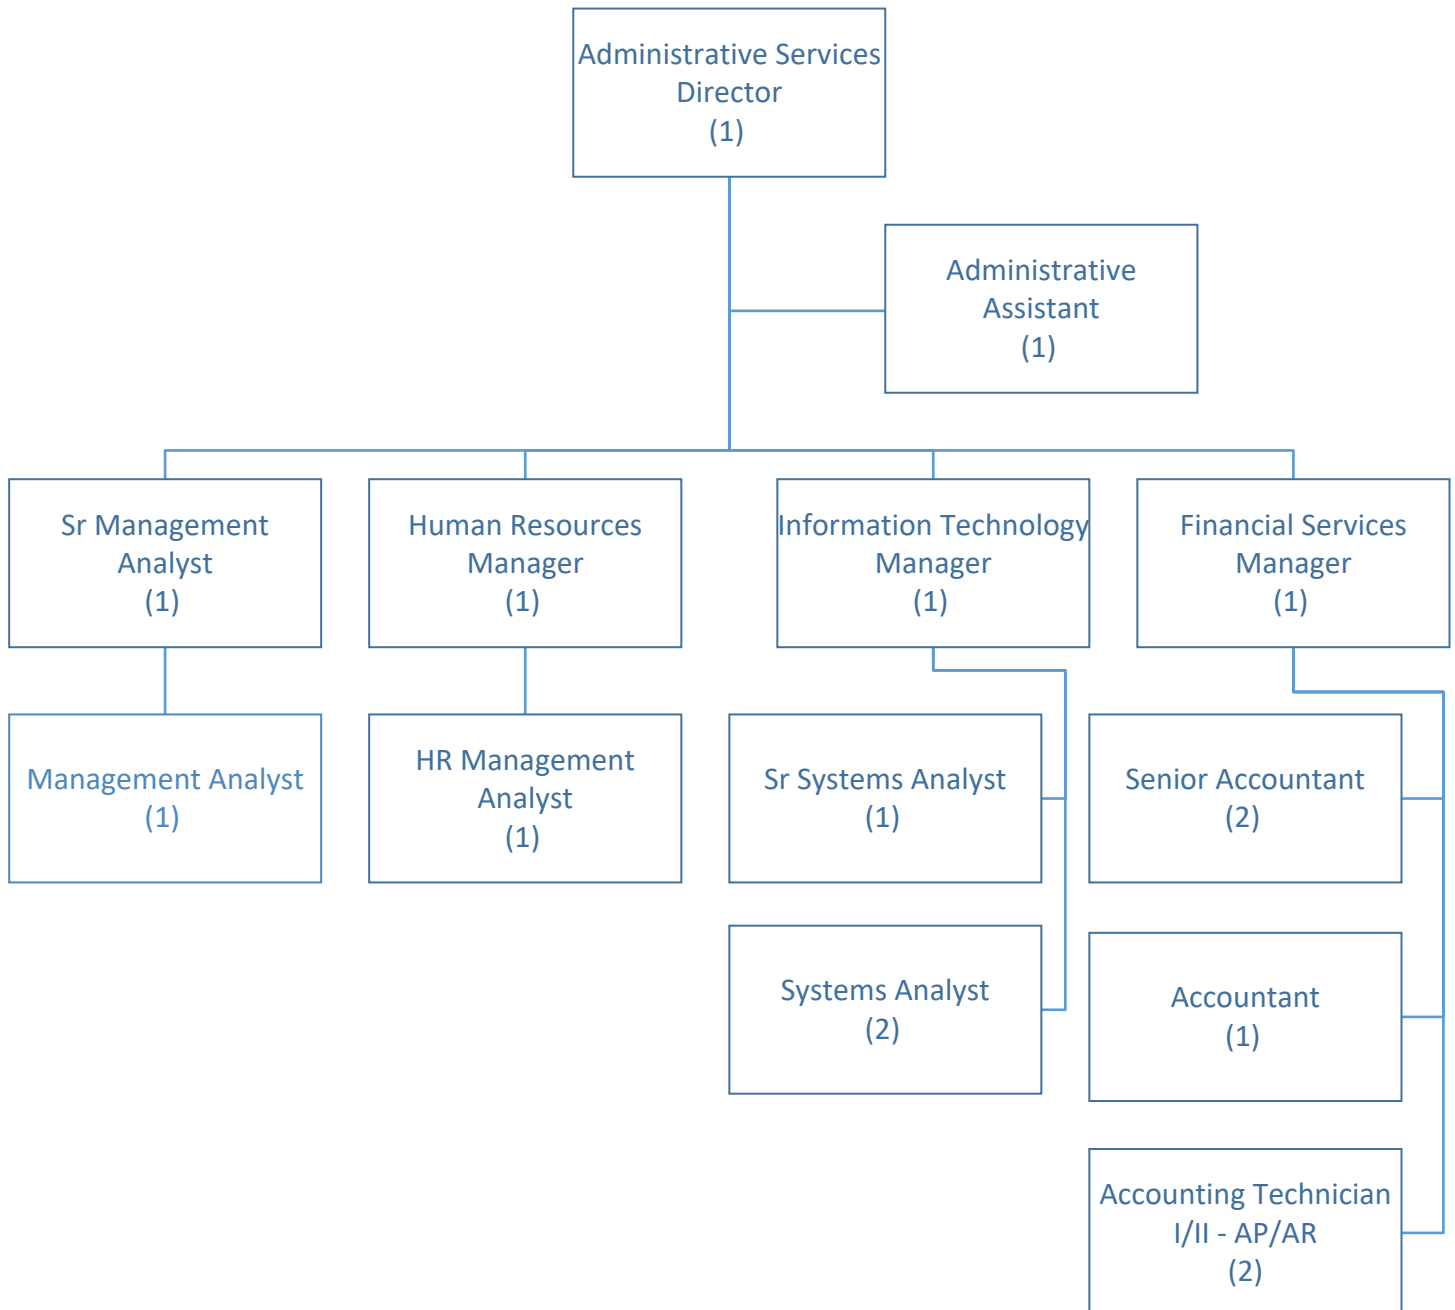 Administrative Services
Director
(1)
Administrative
Assistant
(1)
Sr Management
Analyst
(1)
Human Resources
Manager
(1)
Information Technology
Manager
(1)
Financial Services
Manager
(1)
Management Analyst
(1)
HR Management
Analyst
(1)
Sr Systems Analyst
(1)
Senior Accountant
(2)
Systems Analyst
(2)
Accountant
(1)
Accounting Technician
I/II - AP/AR
(2)